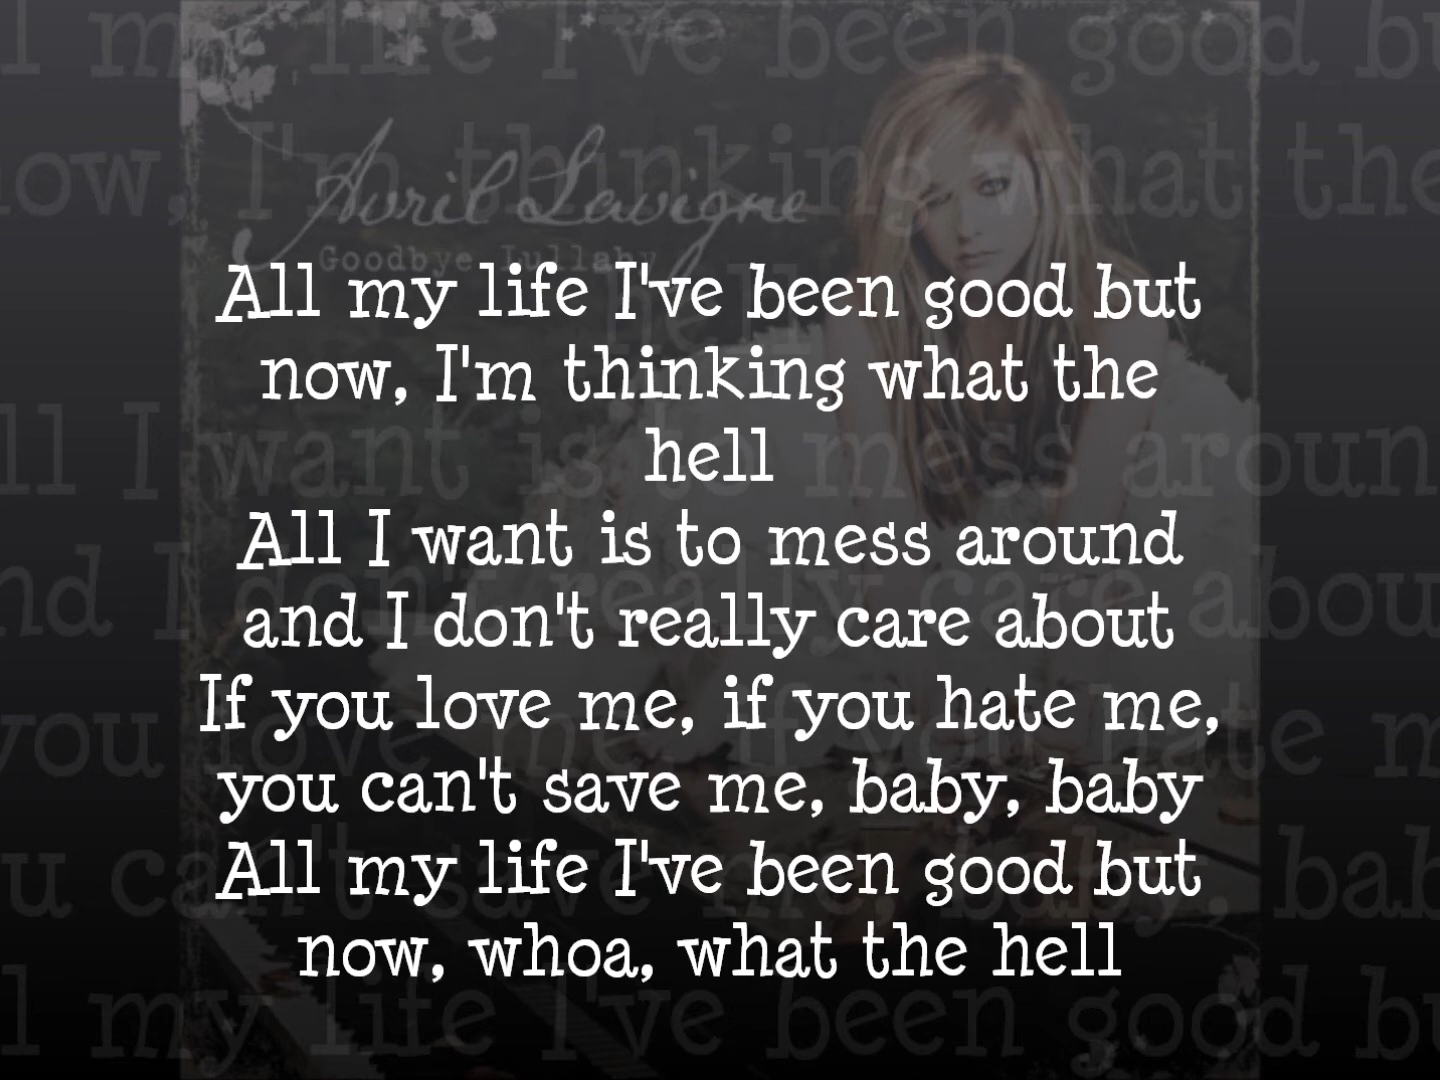 Avril Lavigne
Goodbye Lullaby
All my life I've been good but
now, I'm thinking what the
hell
All I want is to mess around
and I don't really care about
If you love me, if you hate me,
you can't save me, baby, baby
All my life I've been good but
now, whoa, what the hell